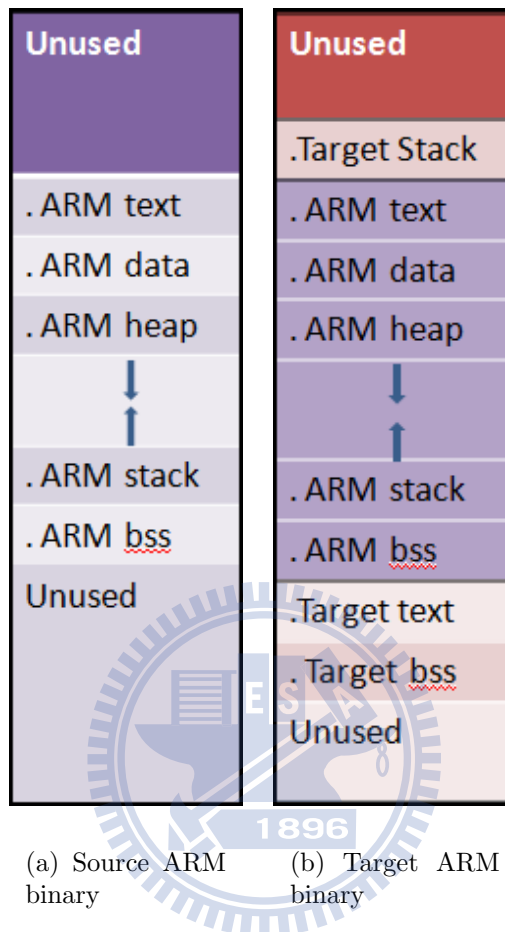 Unused
. ARM text
. ARM data
. ARM heap
. ARM stack
. ARM bss
Unused
(a) Source ARM
binary
Unused
.Target Stack
. ARM text
. ARM data
. ARM heap
. ARM stack
. ARM bss
.Target text
. Target bss
Unused
(b) Target ARM
binary
E S A
1896